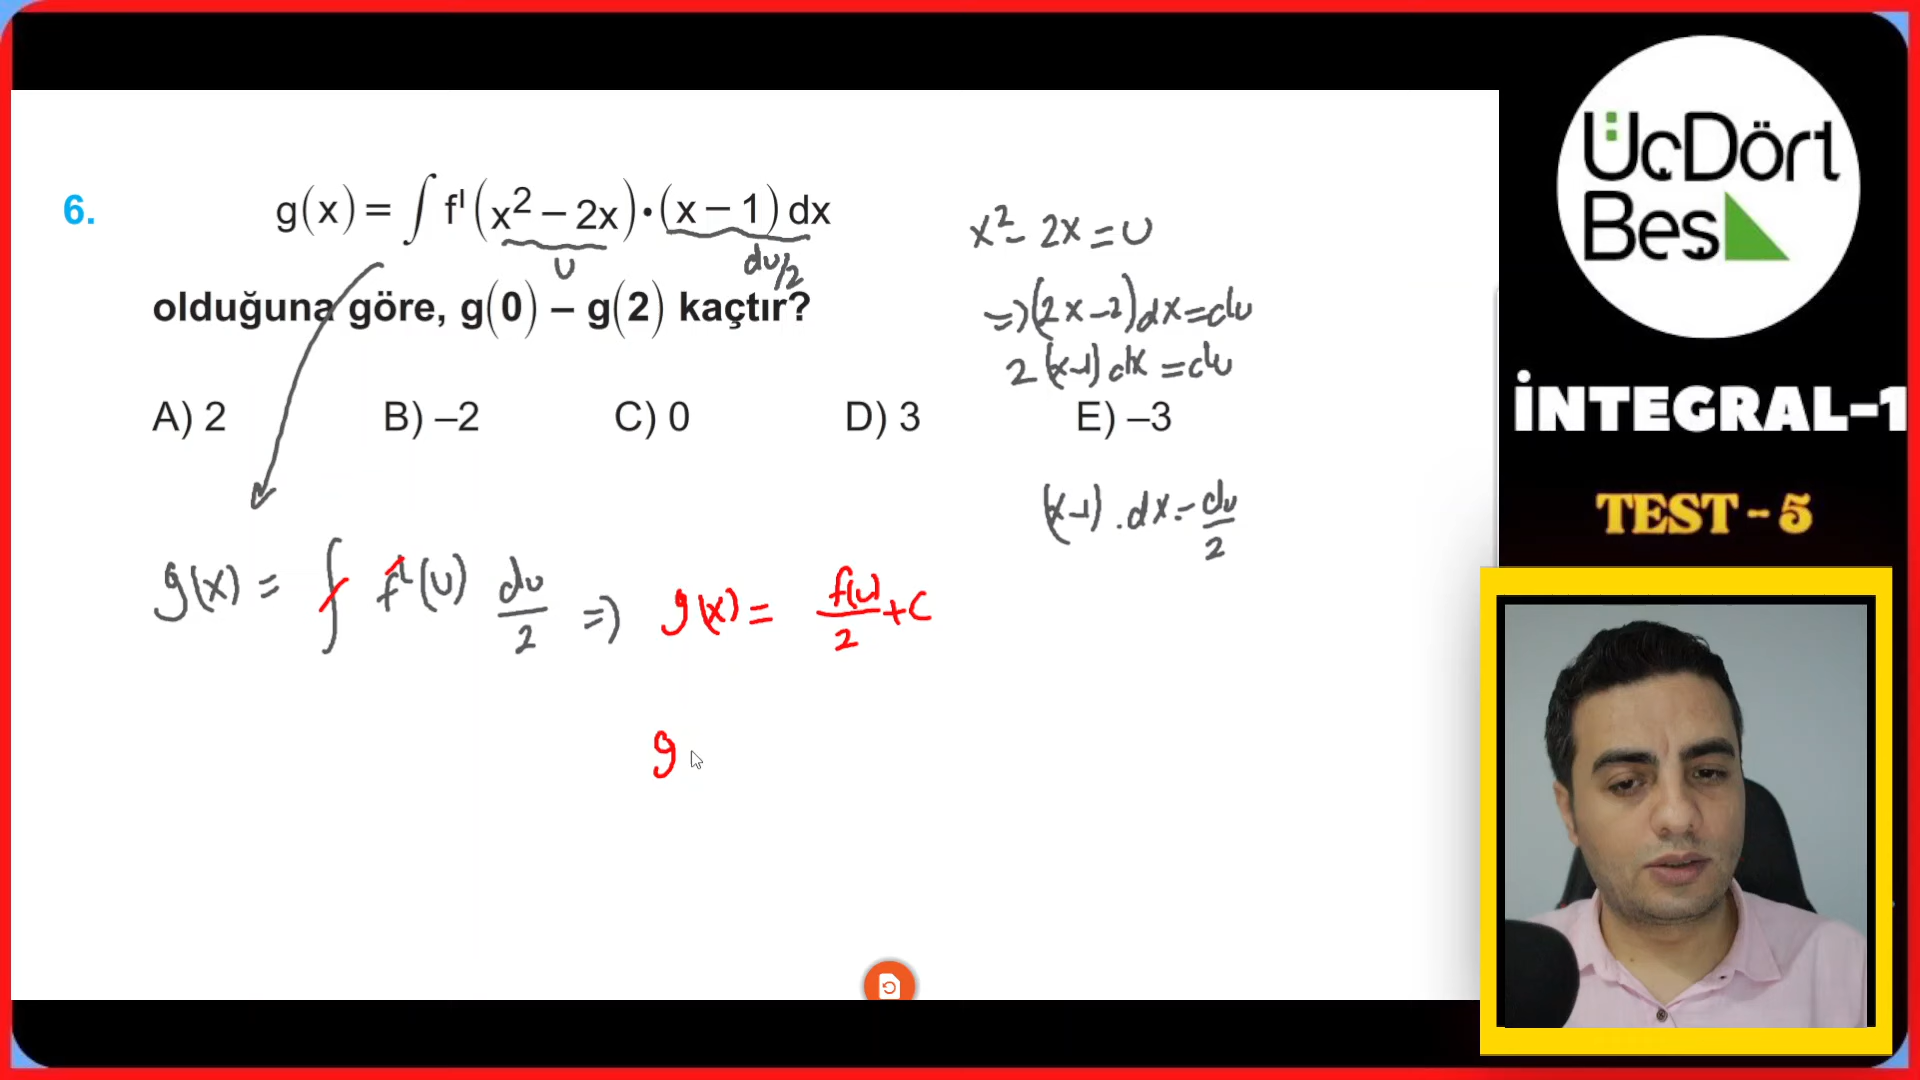 6. g(x) = ∫ fᴵ(x² – 2x)·(x – 1) dx
U
du/2
olduğuna göre, g(0) – g(2) kaçtır?
A) 2 B) –2 C) 0 D) 3 E) –3
x² - 2x = U
=> (2x-2)dx = du
2(x-1)dx = du
(x-1).dx = du/2
g(x) = ∫ fᴵ(U) du/2 => g(x) = f(u)/2 + C
g
ÜçDört
Beş
İNTEGRAL-1
TEST - 5